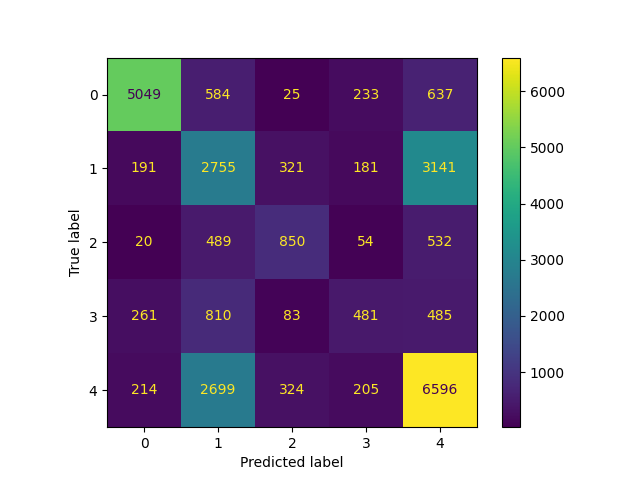 0 5049 584 25 233 637
1 191 2755 321 181 3141
2 20 489 850 54 532
3 261 810 83 481 485
4 214 2699 324 205 6596
0 1 2 3 4
Predicted label
True label
6000
5000
4000
3000
2000
1000